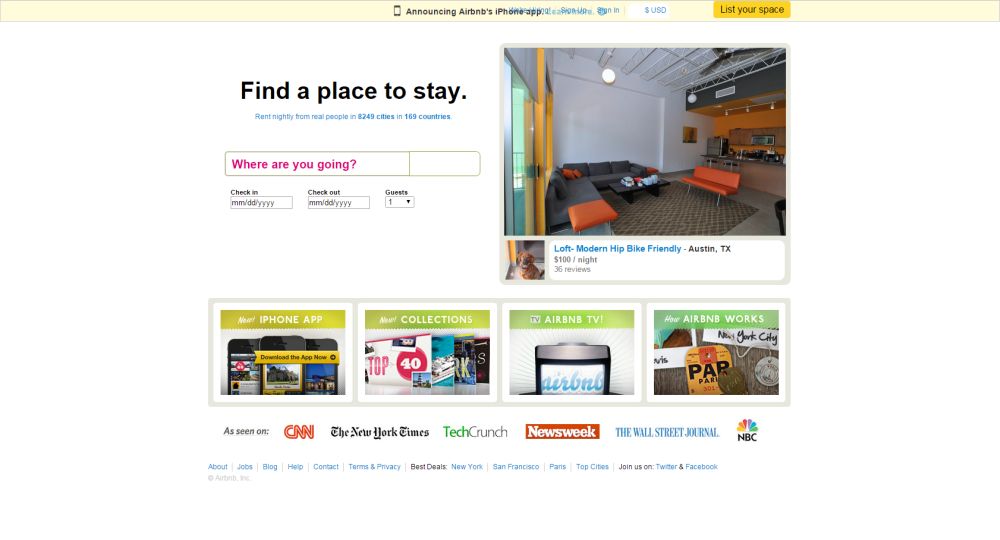 Announcing Airbnb's iPhone app. Learn more.
Sign Up
Sign In
$ USD
List your space
Find a place to stay.
Rent nightly from real people in 8249 cities in 169 countries.
Where are you going?
Check in
Check out
Guests
mm/dd/yyyy
mm/dd/yyyy
1
Loft- Modern Hip Bike Friendly - Austin, TX
$100 / night
36 reviews
New! IPHONE APP
Download the App Now
New! COLLECTIONS
TOP 40
TV AIRBNB TV!
airbnb
How AIRBNB WORKS
New York City
PAR
PARI
301-
As seen on:
CNN
The New York Times
TechCrunch
Newsweek
THE WALL STREET JOURNAL.
NBC
About Jobs Blog Help Contact Terms & Privacy Best Deals: New York San Francisco Paris Top Cities Join us on: Twitter & Facebook
© Airbnb, Inc.